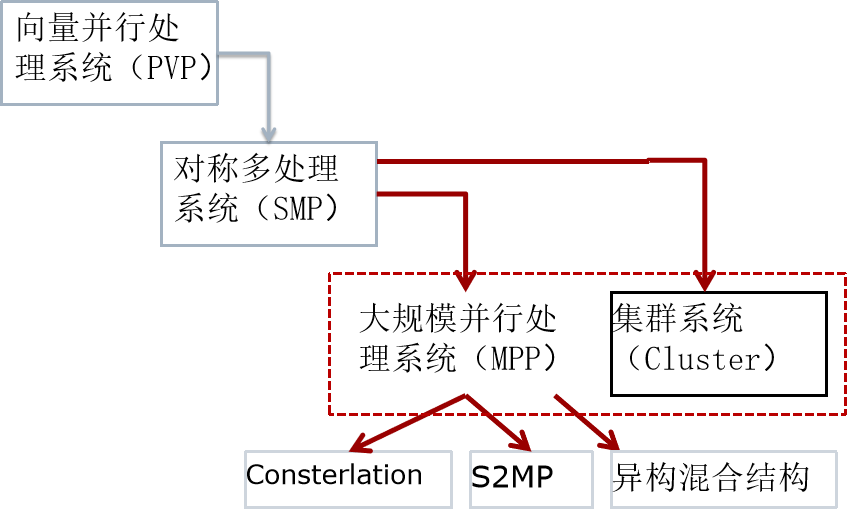 向量并行处
理系统（PVP）
对称多处理
系统（SMP）
大规模并行处
理系统（MPP）
集群系统
（Cluster）
Consterlation
S2MP
异构混合结构